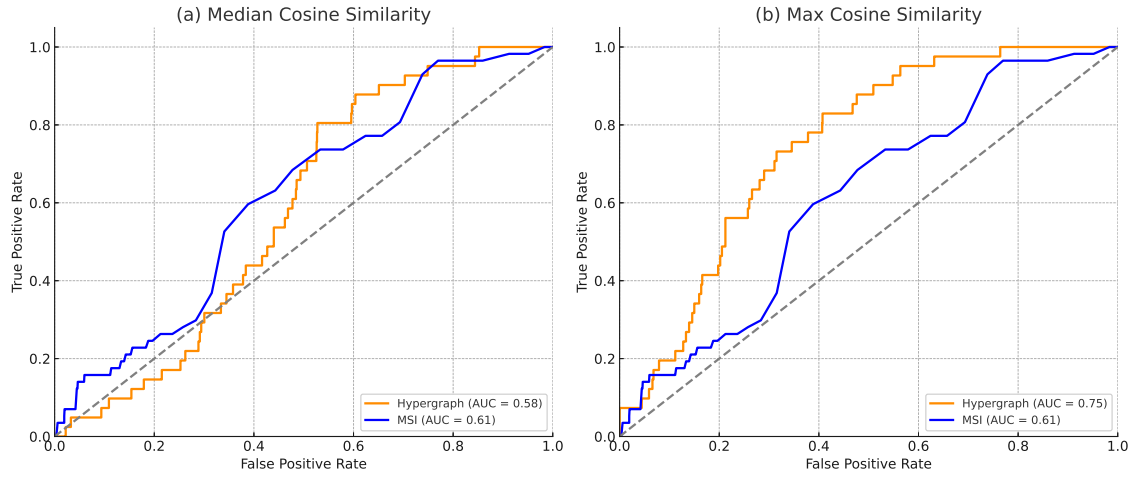 (a) Median Cosine Similarity
True Positive Rate
1.0
0.8
0.6
0.4
0.2
0.0
0.0 0.2 0.4 0.6 0.8 1.0
False Positive Rate
Hypergraph (AUC = 0.58)
MSI (AUC = 0.61)
(b) Max Cosine Similarity
True Positive Rate
1.0
0.8
0.6
0.4
0.2
0.0
0.0 0.2 0.4 0.6 0.8 1.0
False Positive Rate
Hypergraph (AUC = 0.75)
MSI (AUC = 0.61)